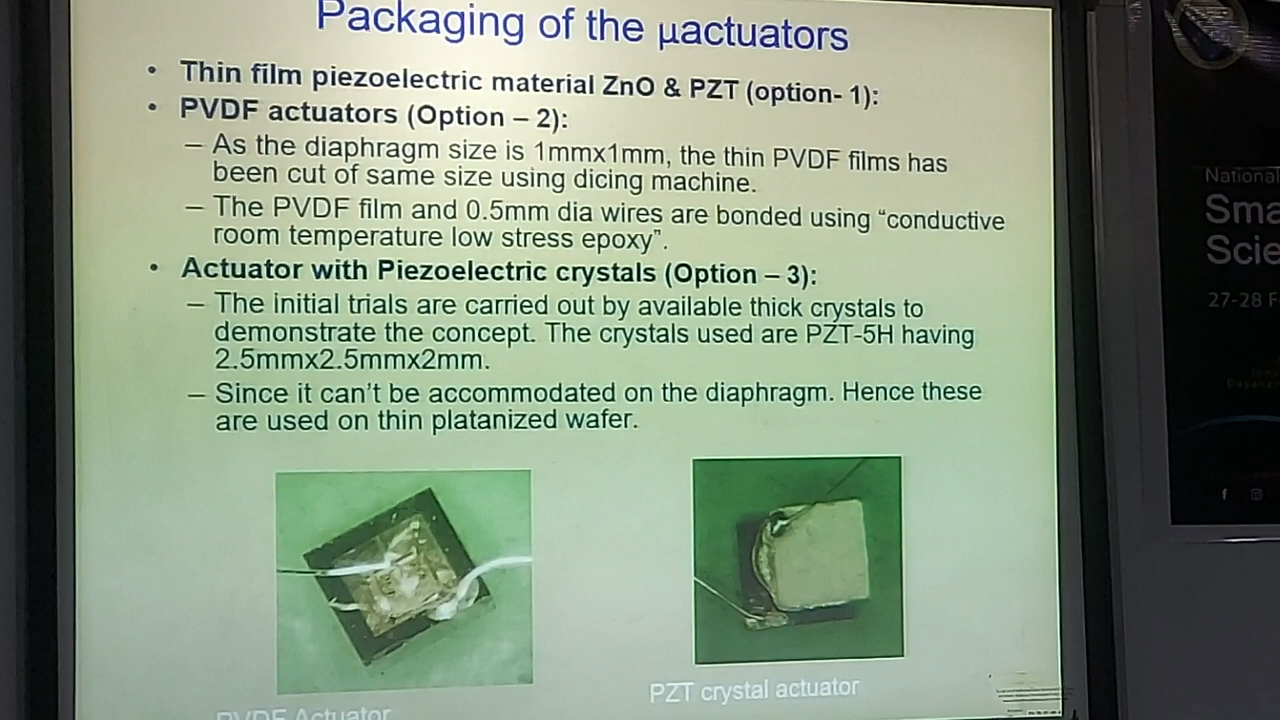 Packaging of the µactuators
• Thin film piezoelectric material ZnO & PZT (option- 1):
• PVDF actuators (Option – 2):
– As the diaphragm size is 1mmx1mm, the thin PVDF films has
been cut of same size using dicing machine.
– The PVDF film and 0.5mm dia wires are bonded using “conductive
room temperature low stress epoxy”.
• Actuator with Piezoelectric crystals (Option – 3):
– The initial trials are carried out by available thick crystals to
demonstrate the concept. The crystals used are PZT-5H having
2.5mmx2.5mmx2mm.
– Since it can’t be accommodated on the diaphragm. Hence these
are used on thin platanized wafer.
PVDF Actuator
PZT crystal actuator
National
Sma
Scie
27-28 F